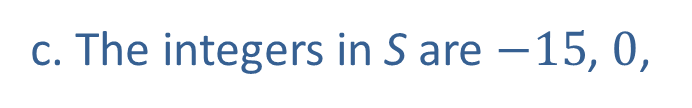 c. The integers in S are −15, 0,